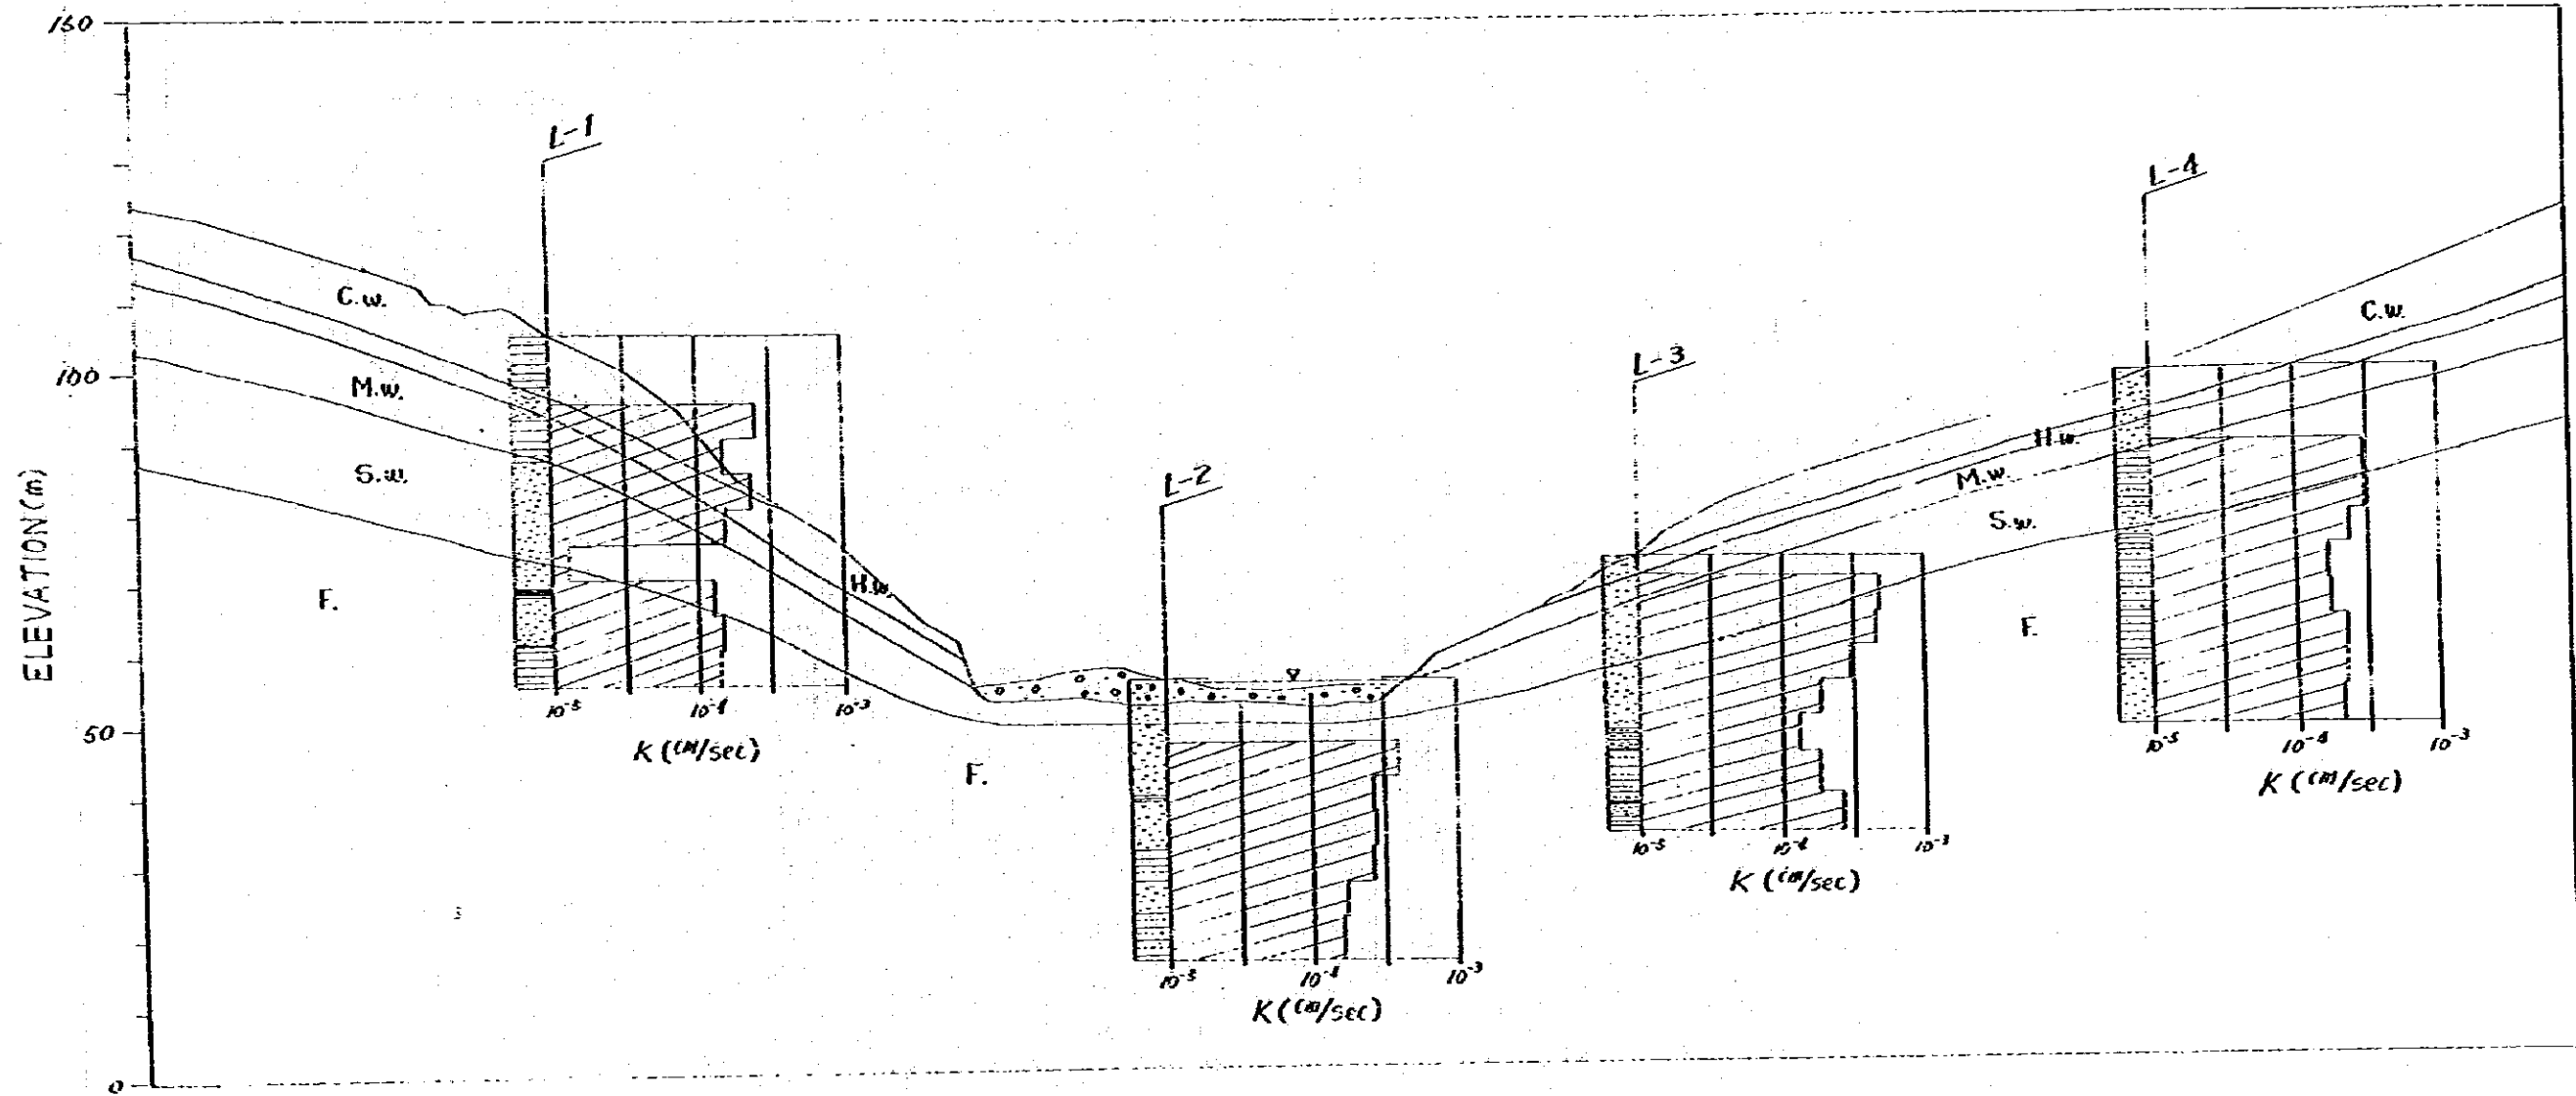 150
L-1
L-4
C.w.
C.w.
100
L-3
M.w.
H.w.
S.w.
M.w.
L-2
S.w.
ELEVATION (m)
H.w.
F.
F.
10⁻⁵ 10⁻⁴ 10⁻³
50
K (cm/sec)
10⁻⁵ 10⁻⁴ 10⁻³
F.
K (cm/sec)
10⁻⁵ 10⁻⁴ 10⁻³
K (cm/sec)
10⁻⁵ 10⁻⁴ 10⁻³
K (cm/sec)
0